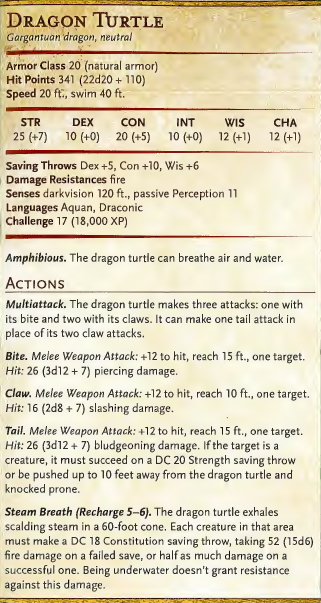 DRAGON TURTLE
Gargantuan dragon, neutral
Armor Class 20 (natural armor)
Hit Points 341 (22d20 + 110)
Speed 20 ft., swim 40 ft.
STR DEX CON INT WIS CHA
25 (+7) 10 (+0) 20 (+5) 10 (+0) 12 (+1) 12 (+1)
Saving Throws Dex +5, Con +10, Wis +6
Damage Resistances fire
Senses darkvision 120 ft., passive Perception 11
Languages Aquan, Draconic
Challenge 17 (18,000 XP)
Amphibious. The dragon turtle can breathe air and water.
ACTIONS
Multiattack. The dragon turtle makes three attacks: one with
its bite and two with its claws. It can make one tail attack in
place of its two claw attacks.
Bite. Melee Weapon Attack: +12 to hit, reach 15 ft., one target.
Hit: 26 (3d12 + 7) piercing damage.
Claw. Melee Weapon Attack: +12 to hit, reach 10 ft., one target.
Hit: 16 (2d8 + 7) slashing damage.
Tail. Melee Weapon Attack: +12 to hit, reach 15 ft., one target.
Hit: 26 (3d12 + 7) bludgeoning damage. If the target is a
creature, it must succeed on a DC 20 Strength saving throw
or be pushed up to 10 feet away from the dragon turtle and
knocked prone.
Steam Breath (Recharge 5–6). The dragon turtle exhales
scalding steam in a 60-foot cone. Each creature in that area
must make a DC 18 Constitution saving throw, taking 52 (15d6)
fire damage on a failed save, or half as much damage on a
successful one. Being underwater doesn't grant resistance
against this damage.